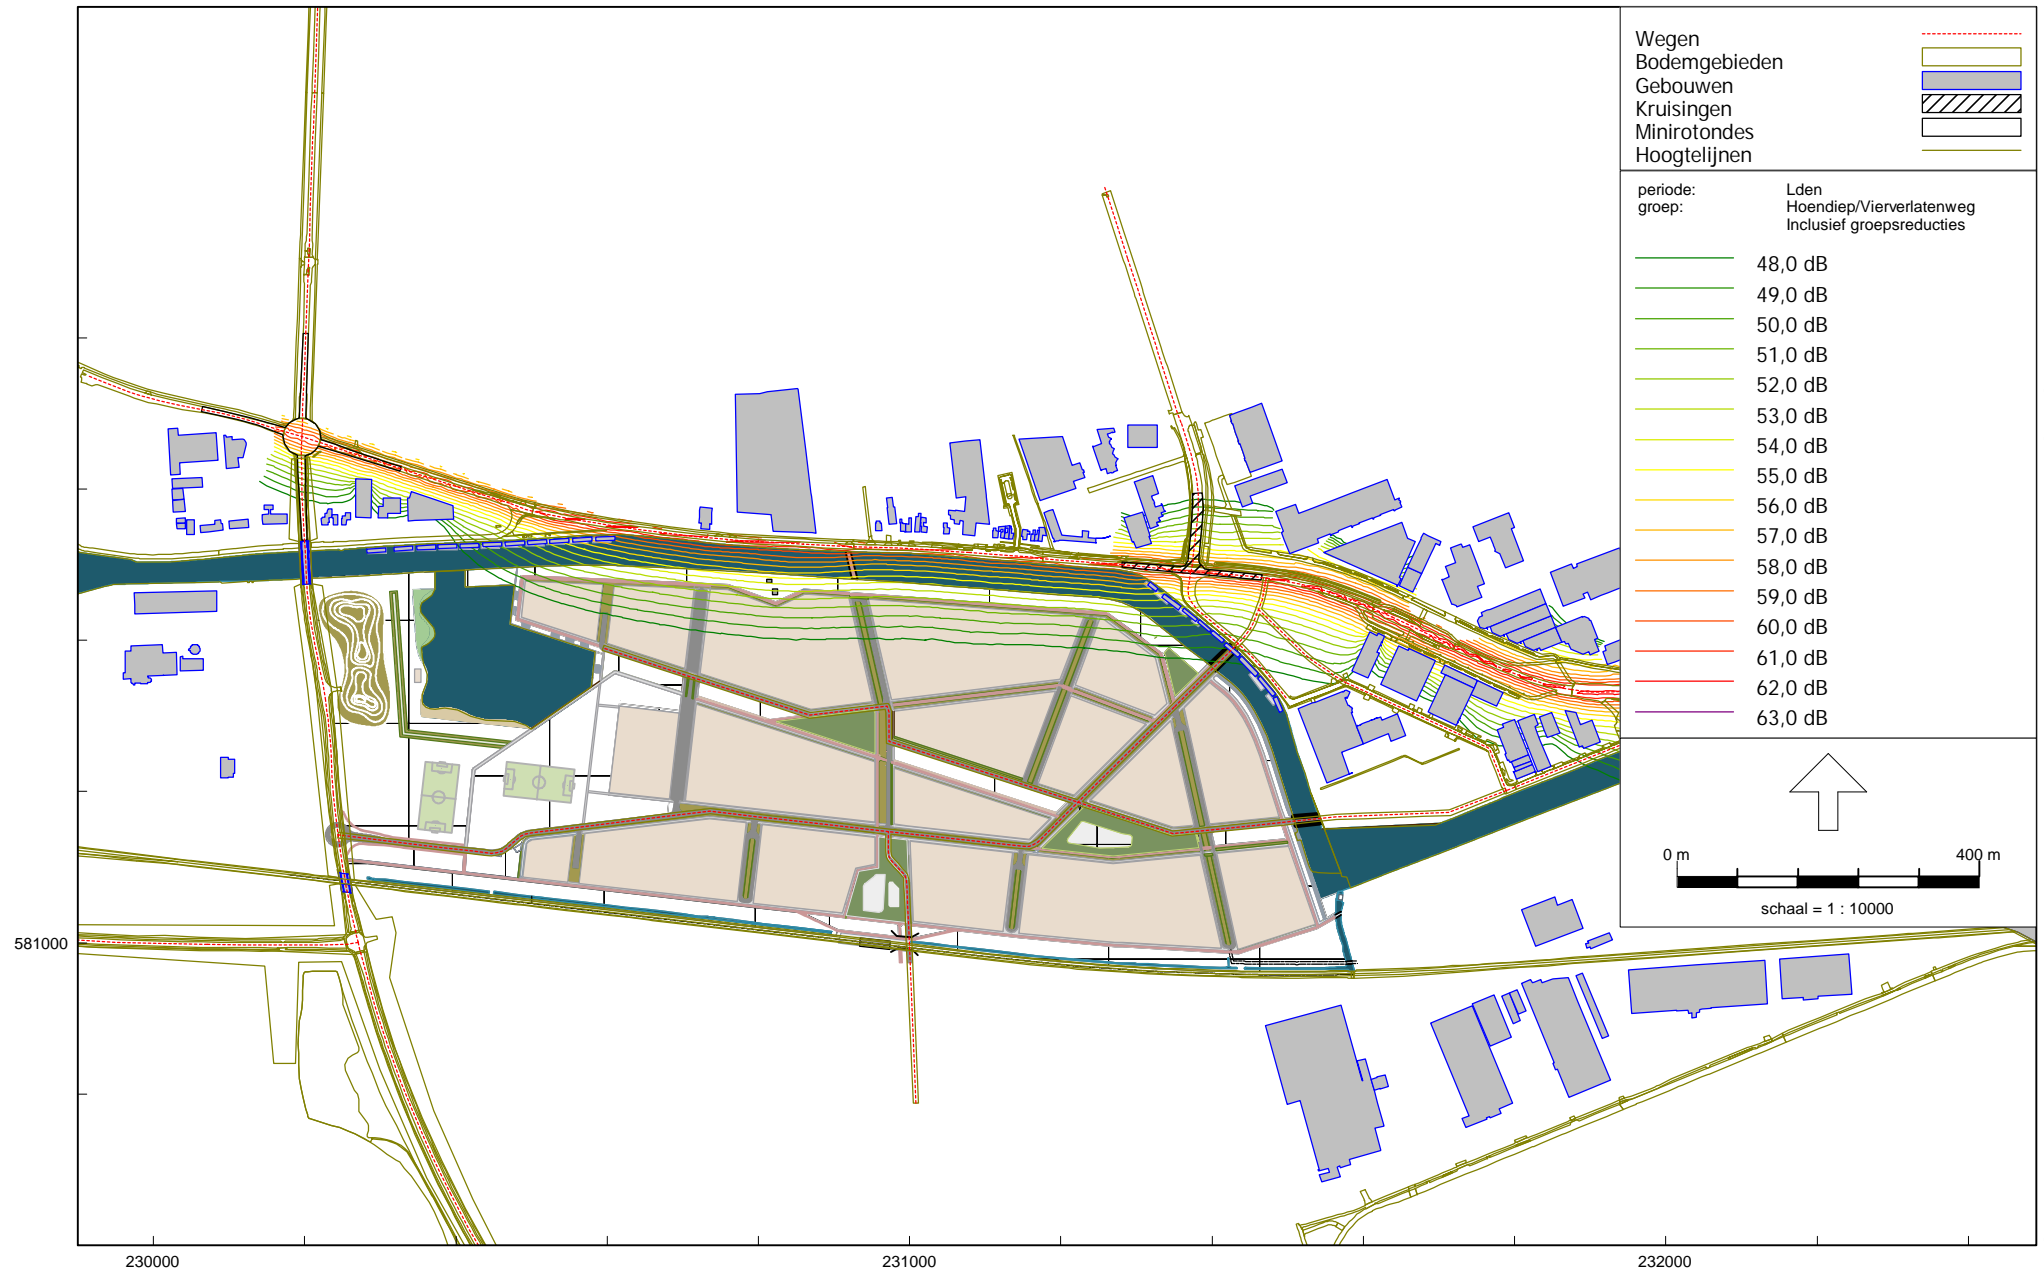 Wegen
Bodemgebieden
Gebouwen
Kruisingen
Minirotondes
Hoogtelijnen
periode: Lden
groep: Hoendiep/Vierverlatenweg
Inclusief groepsreducties
48,0 dB
49,0 dB
50,0 dB
51,0 dB
52,0 dB
53,0 dB
54,0 dB
55,0 dB
56,0 dB
57,0 dB
58,0 dB
59,0 dB
60,0 dB
61,0 dB
62,0 dB
63,0 dB
0 m 400 m
schaal = 1 : 10000
581000
230000 231000 232000